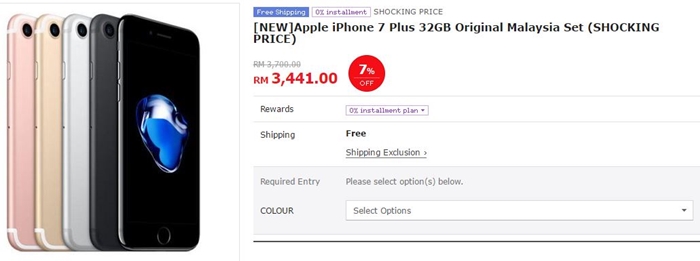 Free Shipping 0% installment SHOCKING PRICE
[NEW]Apple iPhone 7 Plus 32GB Original Malaysia Set (SHOCKING
PRICE)
RM 3,700.00
RM 3,441.00
7%
OFF
Rewards 0% installment plan
Shipping Free
Shipping Exclusion ›
Required Entry Please select option(s) below.
COLOUR Select Options